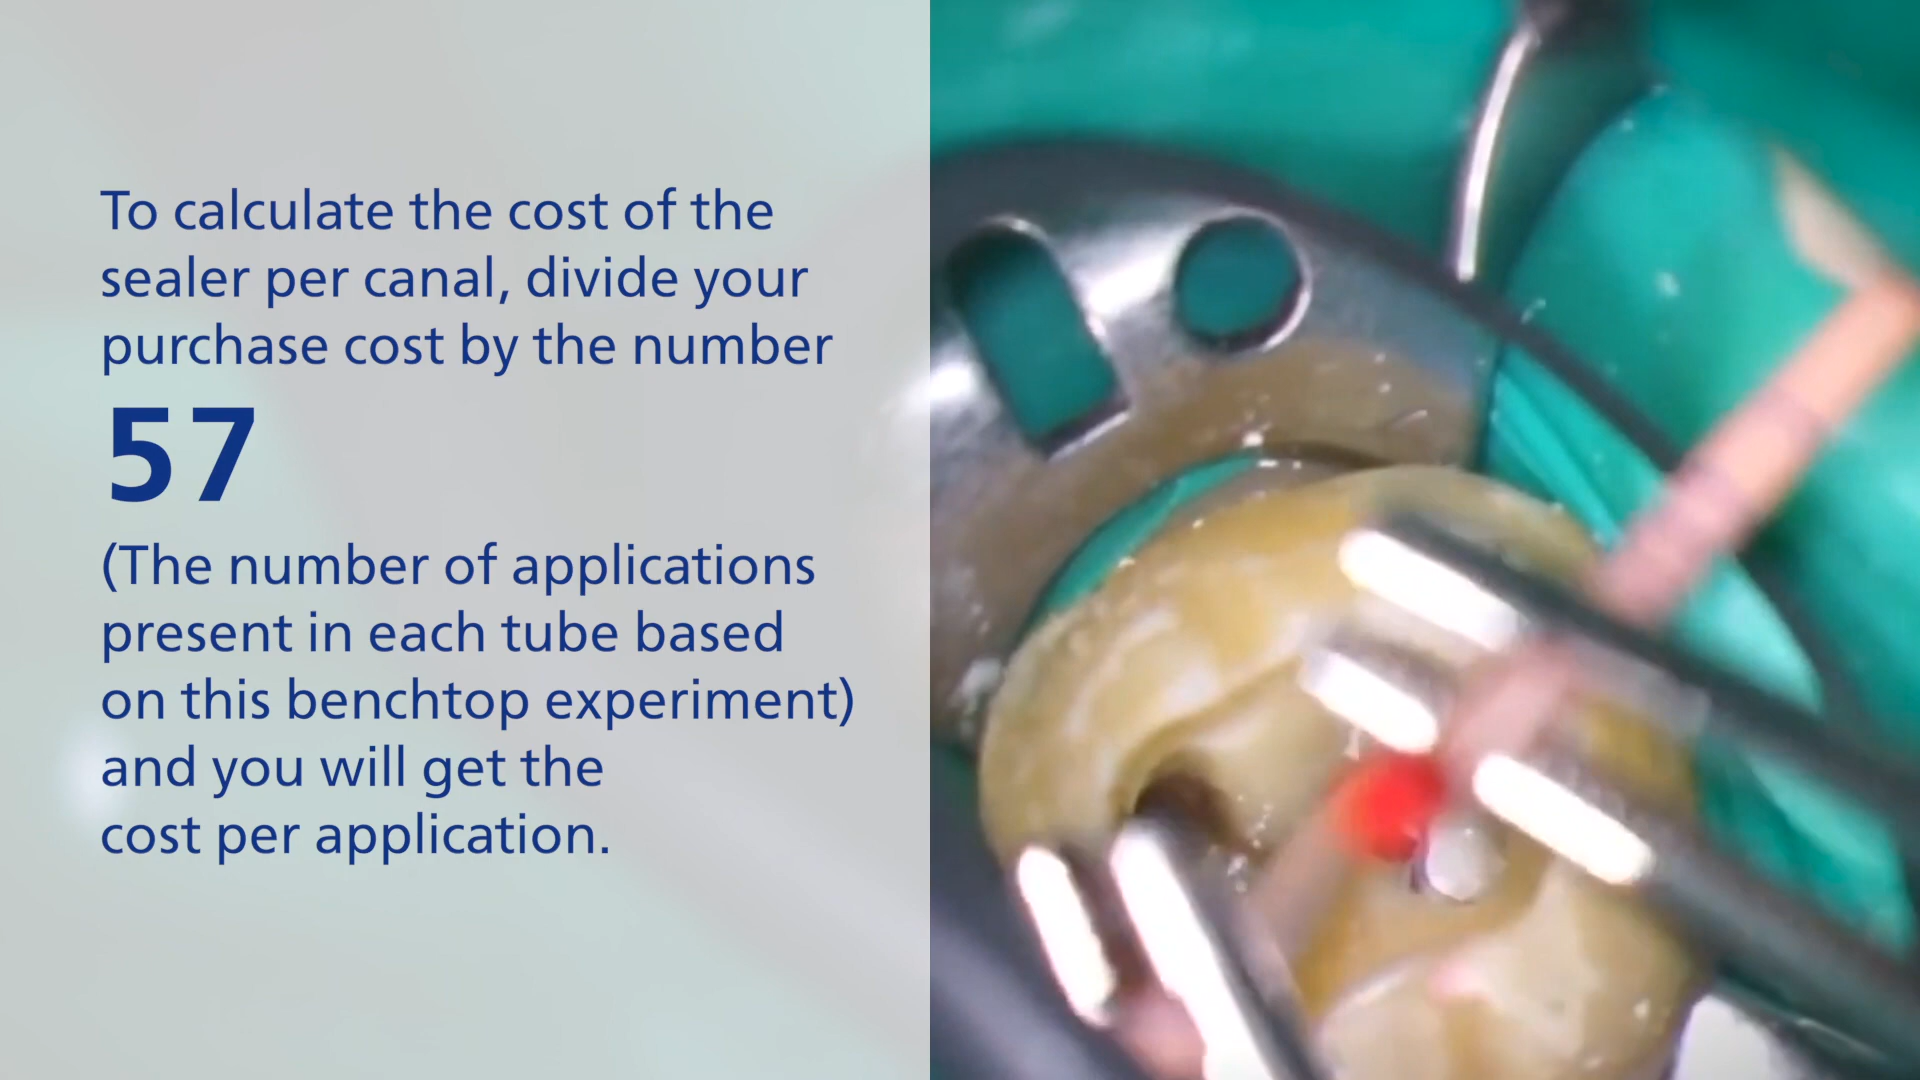 To calculate the cost of the
sealer per canal, divide your
purchase cost by the number
57
(The number of applications
present in each tube based
on this benchtop experiment)
and you will get the
cost per application.